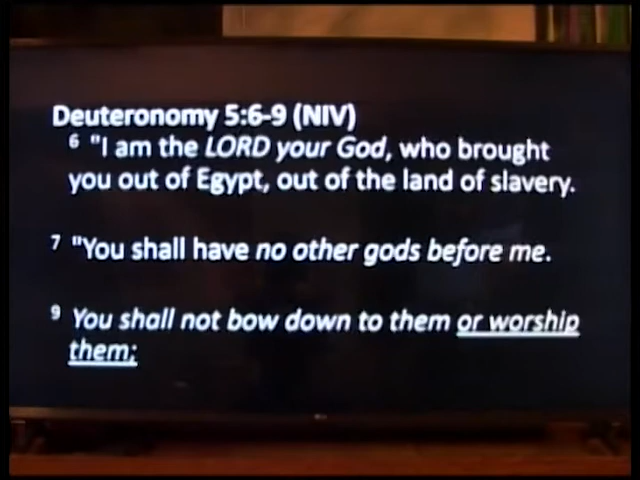 Deuteronomy 5:6-9 (NIV)
6 "I am the LORD your God, who brought
you out of Egypt, out of the land of slavery.
7 "You shall have no other gods before me.
9 You shall not bow down to them or worship
them;